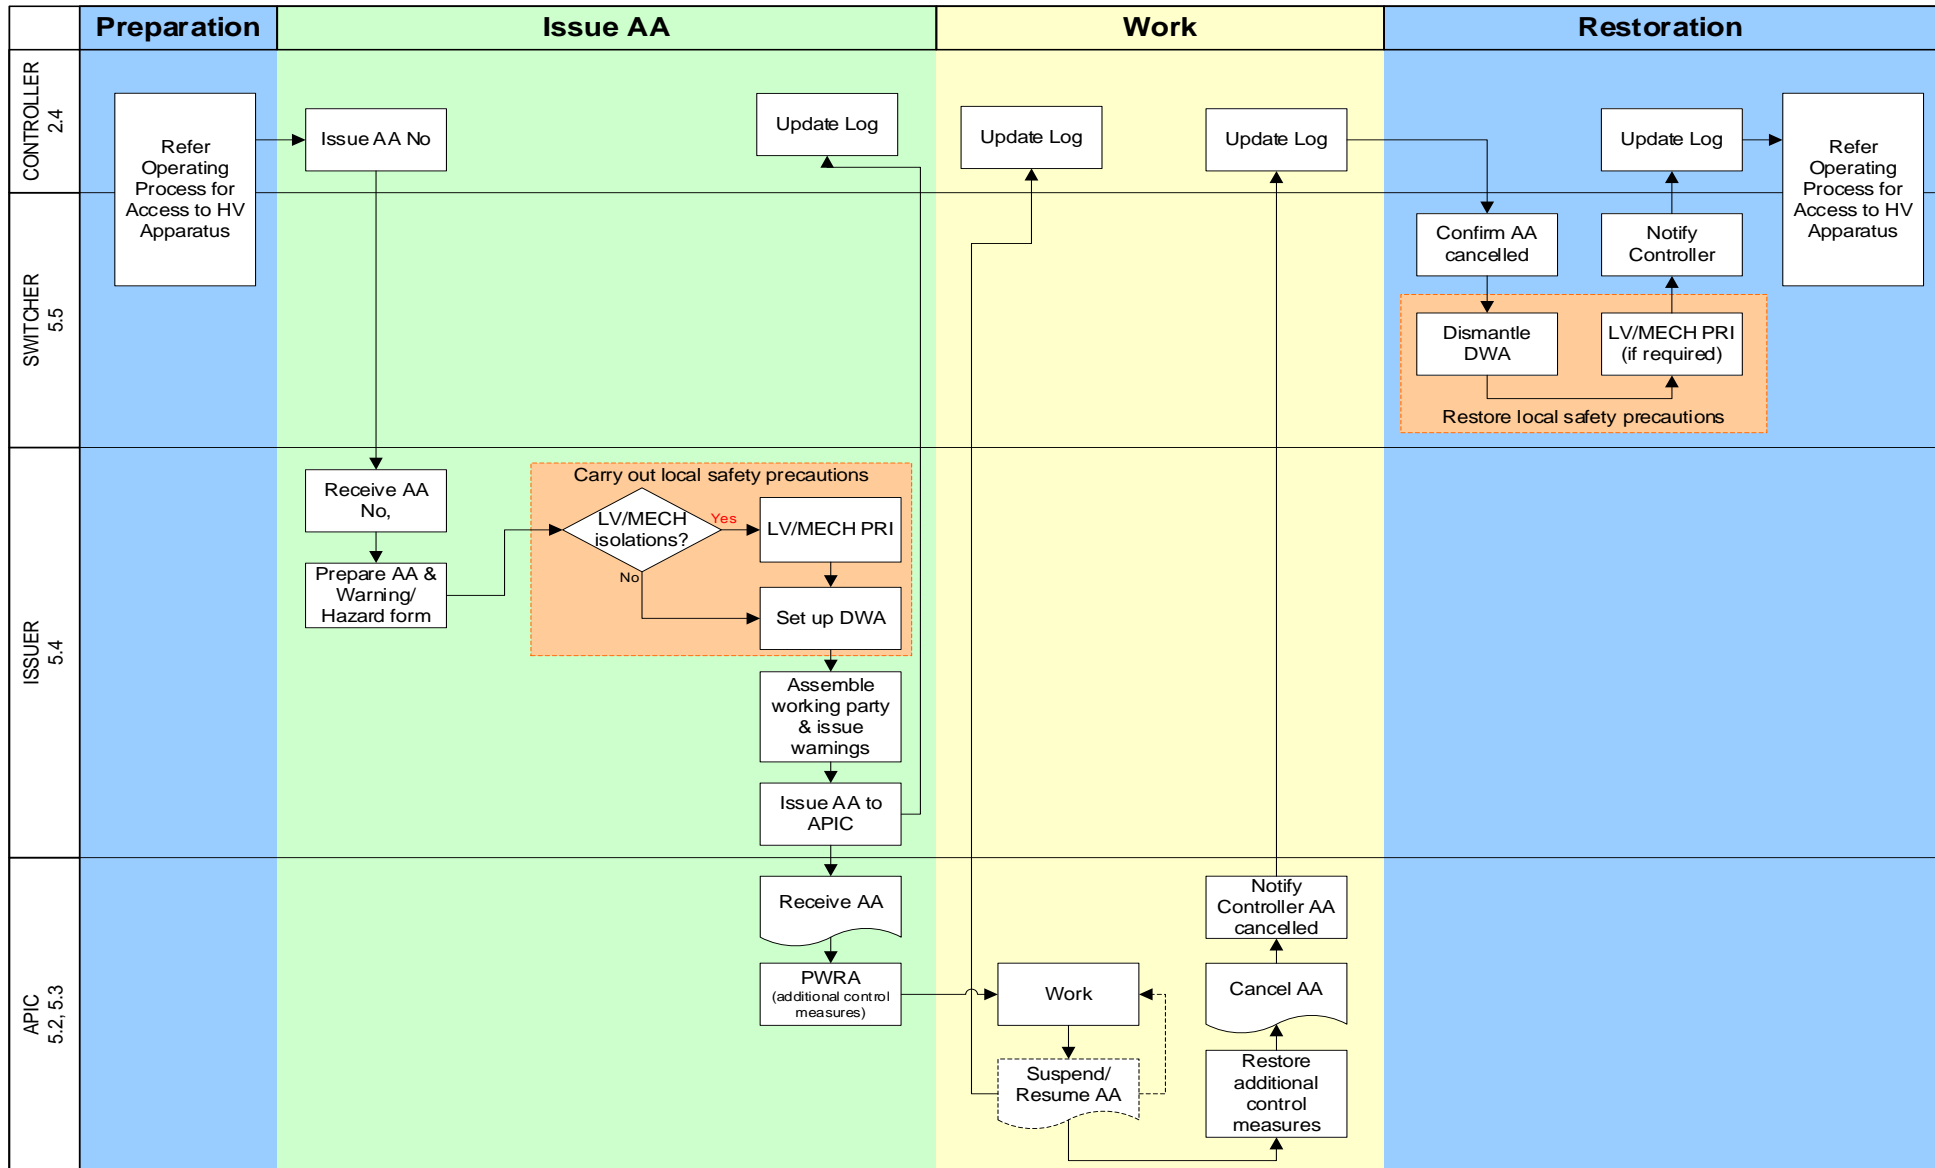 Preparation
Issue AA
Work
Restoration
CONTROLLER
2.4
Refer
Operating
Process for
Access to HV
Apparatus
Issue AA No
Update Log
Update Log
Update Log
Update Log
Refer
Operating
Process for
Access to HV
Apparatus
SWITCHER
5.5
Confirm AA
cancelled
Notify
Controller
Dismantle
DWA
LV/MECH PRI
(if required)
Restore local safety precautions
ISSUER
5.4
Receive AA
No,
Prepare AA &
Warning/
Hazard form
Carry out local safety precautions
LV/MECH
isolations?
Yes
No
LV/MECH PRI
Set up DWA
Assemble
working party
& issue
warnings
Issue AA to
APIC
APIC
5.2, 5.3
Receive AA
PWRA
(additional control
measures)
Work
Suspend/
Resume AA
Notify
Controller AA
cancelled
Cancel AA
Restore
additional
control
measures